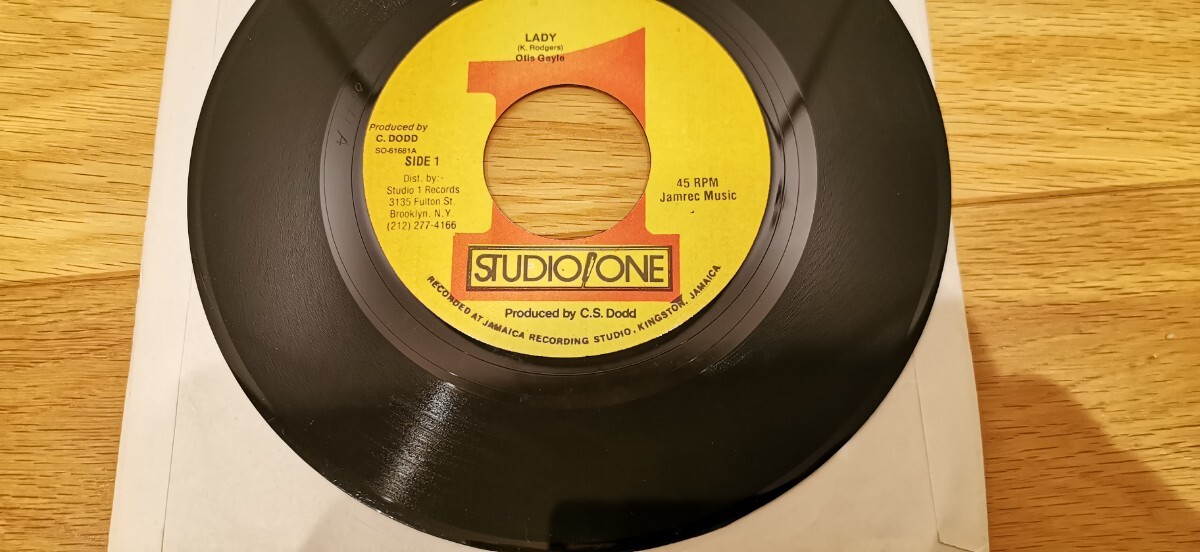 LADY
(K. Rodgers)
Otis Gayle
Produced by
C. DODD
SO-61681A
SIDE 1
Dist. by:-
Studio 1 Records
3135 Fulton St.
Brooklyn, N.Y.
(212) 277-4166
45 RPM
Jamrec Music
1
STUDIO ONE
Produced by C.S. Dodd
RECORDED AT JAMAICA RECORDING STUDIO, KINGSTON, JAMAICA